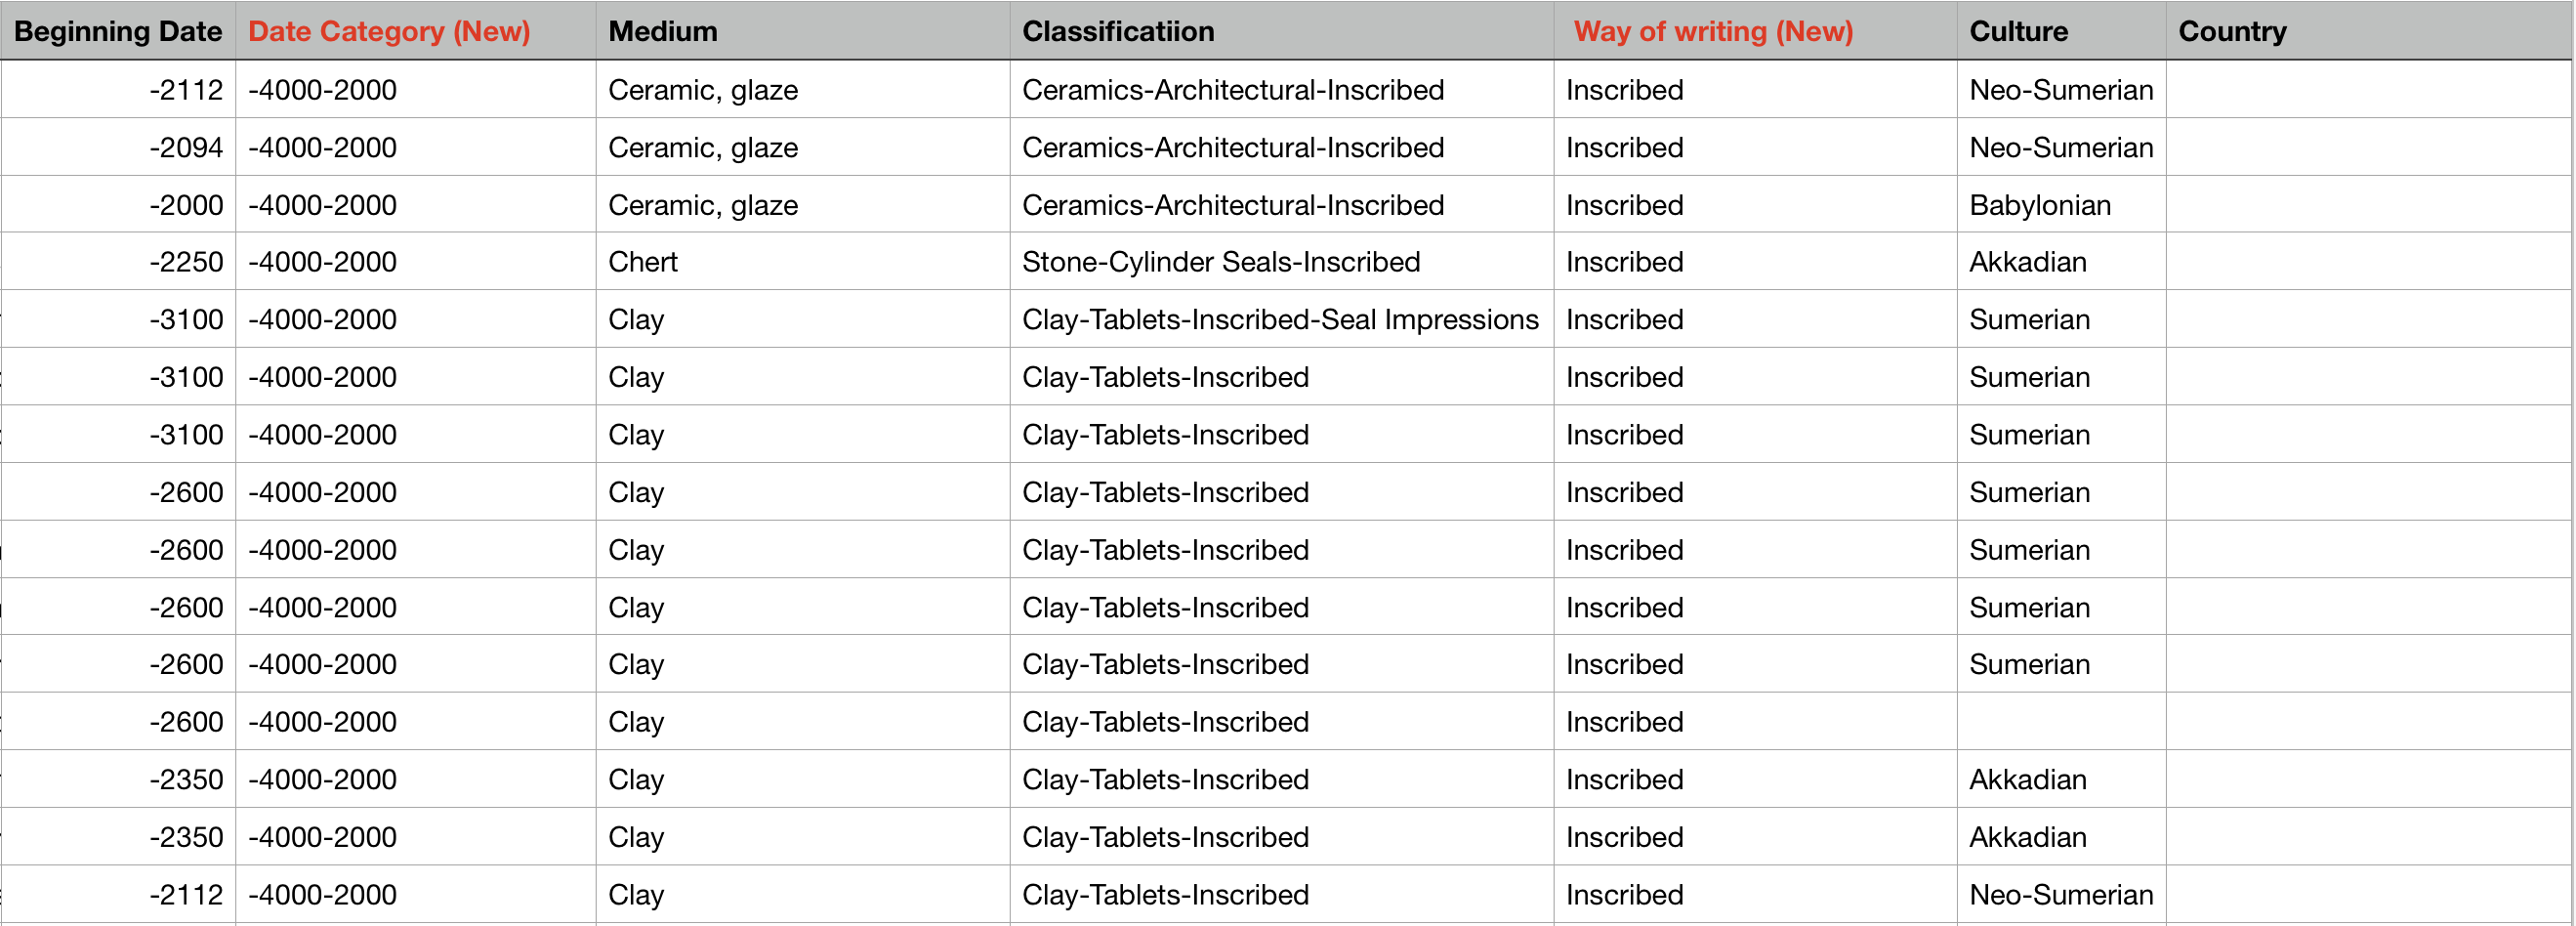 Beginning Date Date Category (New) Medium Classificatiion Way of writing (New) Culture Country
-2112 -4000-2000 Ceramic, glaze Ceramics-Architectural-Inscribed Inscribed Neo-Sumerian
-2094 -4000-2000 Ceramic, glaze Ceramics-Architectural-Inscribed Inscribed Neo-Sumerian
-2000 -4000-2000 Ceramic, glaze Ceramics-Architectural-Inscribed Inscribed Babylonian
-2250 -4000-2000 Chert Stone-Cylinder Seals-Inscribed Inscribed Akkadian
-3100 -4000-2000 Clay Clay-Tablets-Inscribed-Seal Impressions Inscribed Sumerian
-3100 -4000-2000 Clay Clay-Tablets-Inscribed Inscribed Sumerian
-3100 -4000-2000 Clay Clay-Tablets-Inscribed Inscribed Sumerian
-2600 -4000-2000 Clay Clay-Tablets-Inscribed Inscribed Sumerian
-2600 -4000-2000 Clay Clay-Tablets-Inscribed Inscribed Sumerian
-2600 -4000-2000 Clay Clay-Tablets-Inscribed Inscribed Sumerian
-2600 -4000-2000 Clay Clay-Tablets-Inscribed Inscribed Sumerian
-2600 -4000-2000 Clay Clay-Tablets-Inscribed Inscribed
-2350 -4000-2000 Clay Clay-Tablets-Inscribed Inscribed Akkadian
-2350 -4000-2000 Clay Clay-Tablets-Inscribed Inscribed Akkadian
-2112 -4000-2000 Clay Clay-Tablets-Inscribed Inscribed Neo-Sumerian